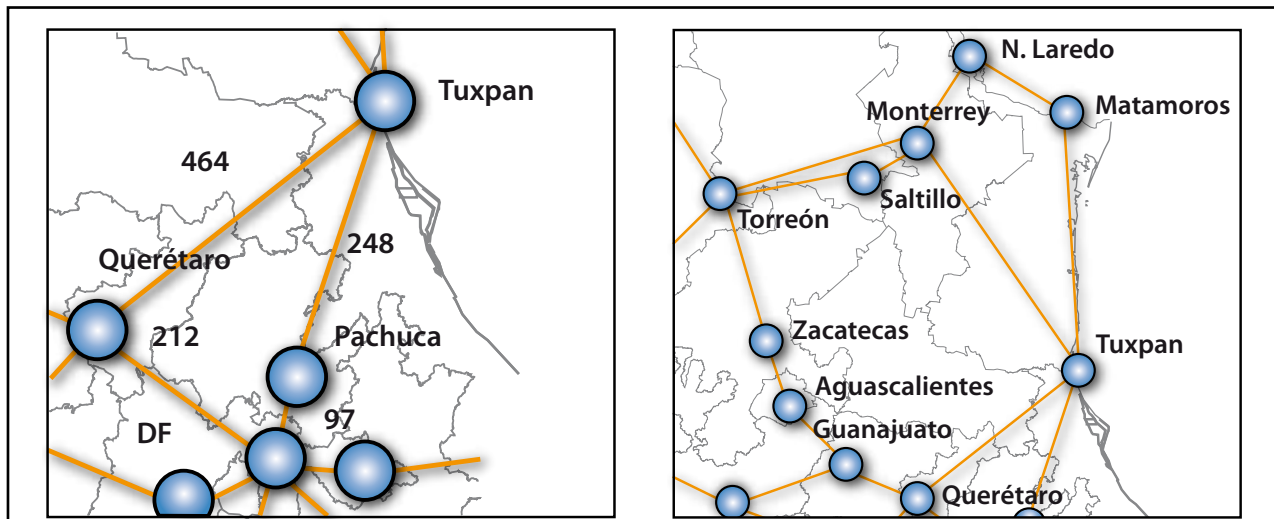 Tuxpan
464
248
Querétaro
212
Pachuca
97
DF
N. Laredo
Matamoros
Monterrey
Saltillo
Torreón
Zacatecas
Tuxpan
Aguascalientes
Guanajuato
Querétaro